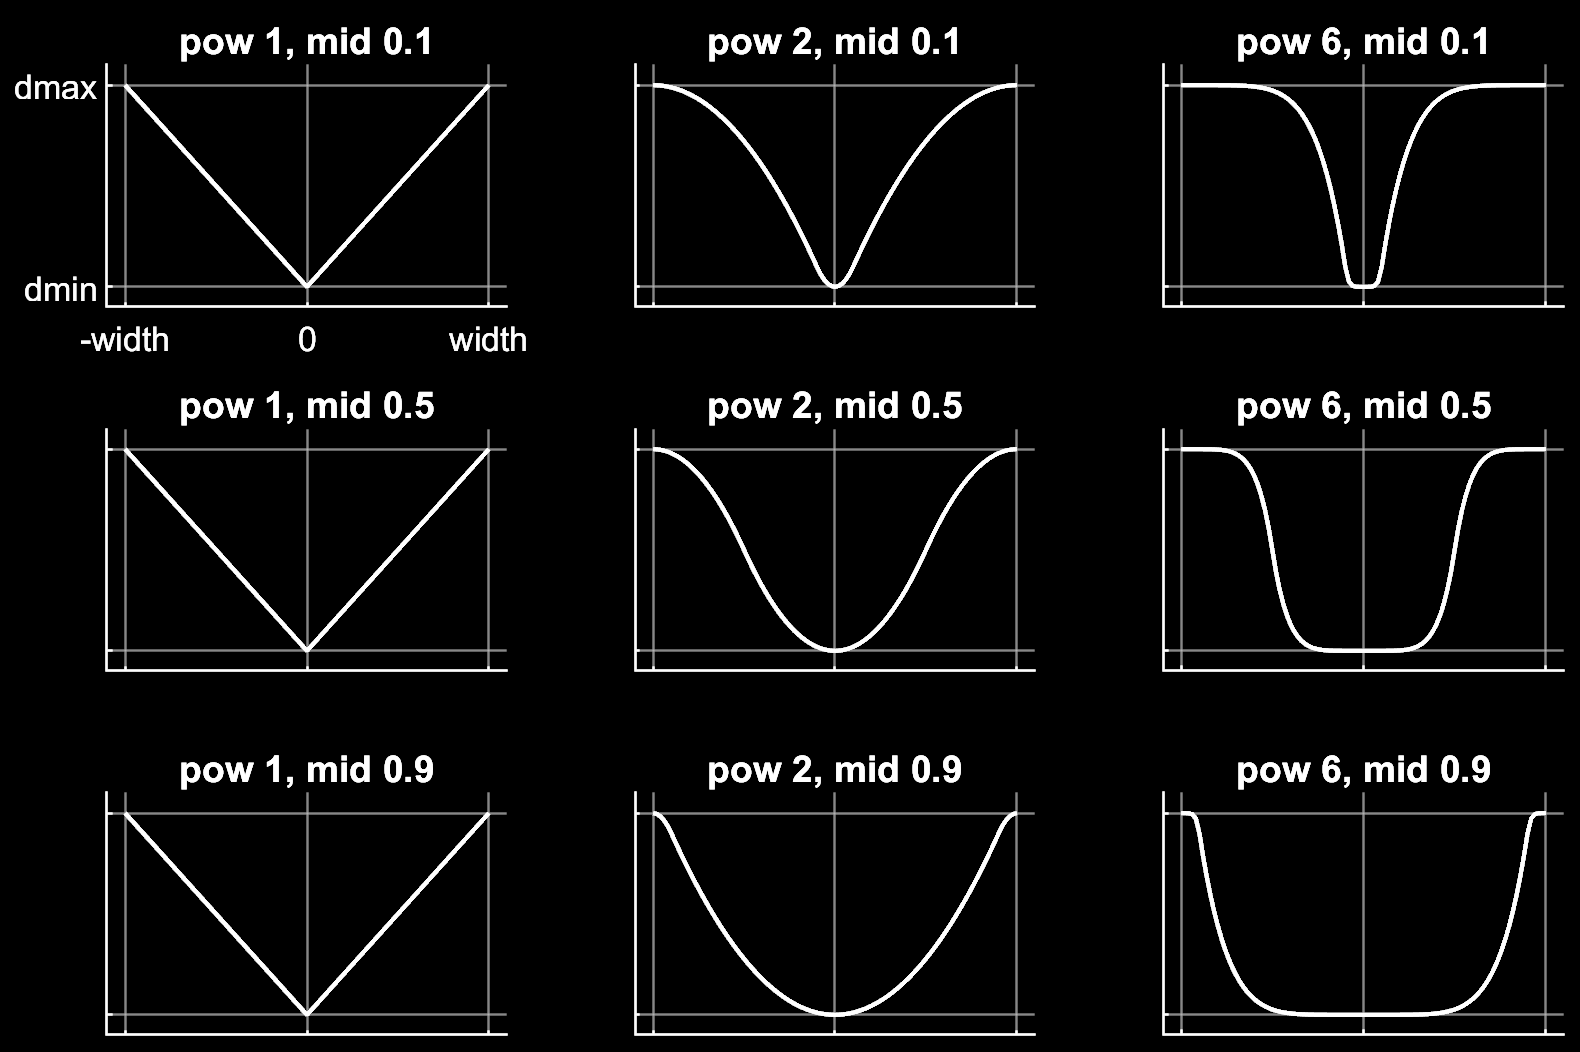 pow 1, mid 0.1
pow 2, mid 0.1
pow 6, mid 0.1
dmax
dmin
-width
0
width
pow 1, mid 0.5
pow 2, mid 0.5
pow 6, mid 0.5
pow 1, mid 0.9
pow 2, mid 0.9
pow 6, mid 0.9